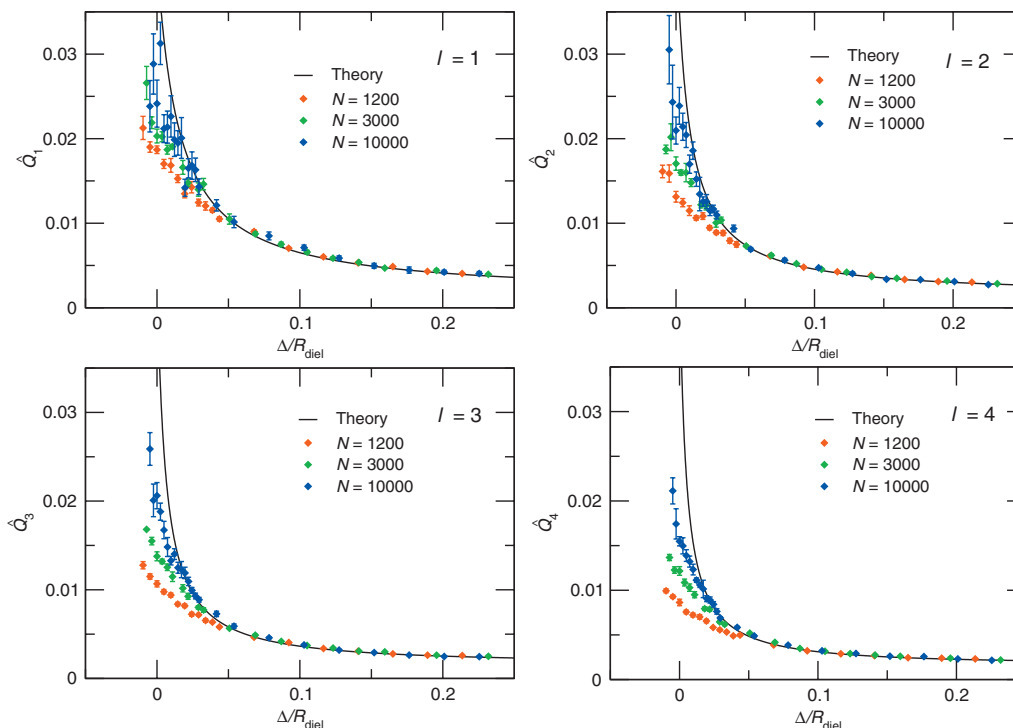 0.03
0.02
0.01
0
Q̂1
l = 1
Theory
N = 1200
N = 3000
N = 10000
0 0.1 0.2
Δ/Rdiel
0.03
0.02
0.01
0
Q̂2
l = 2
Theory
N = 1200
N = 3000
N = 10000
0 0.1 0.2
Δ/Rdiel
0.03
0.02
0.01
0
Q̂3
l = 3
Theory
N = 1200
N = 3000
N = 10000
0 0.1 0.2
Δ/Rdiel
0.03
0.02
0.01
0
Q̂4
l = 4
Theory
N = 1200
N = 3000
N = 10000
0 0.1 0.2
Δ/Rdiel